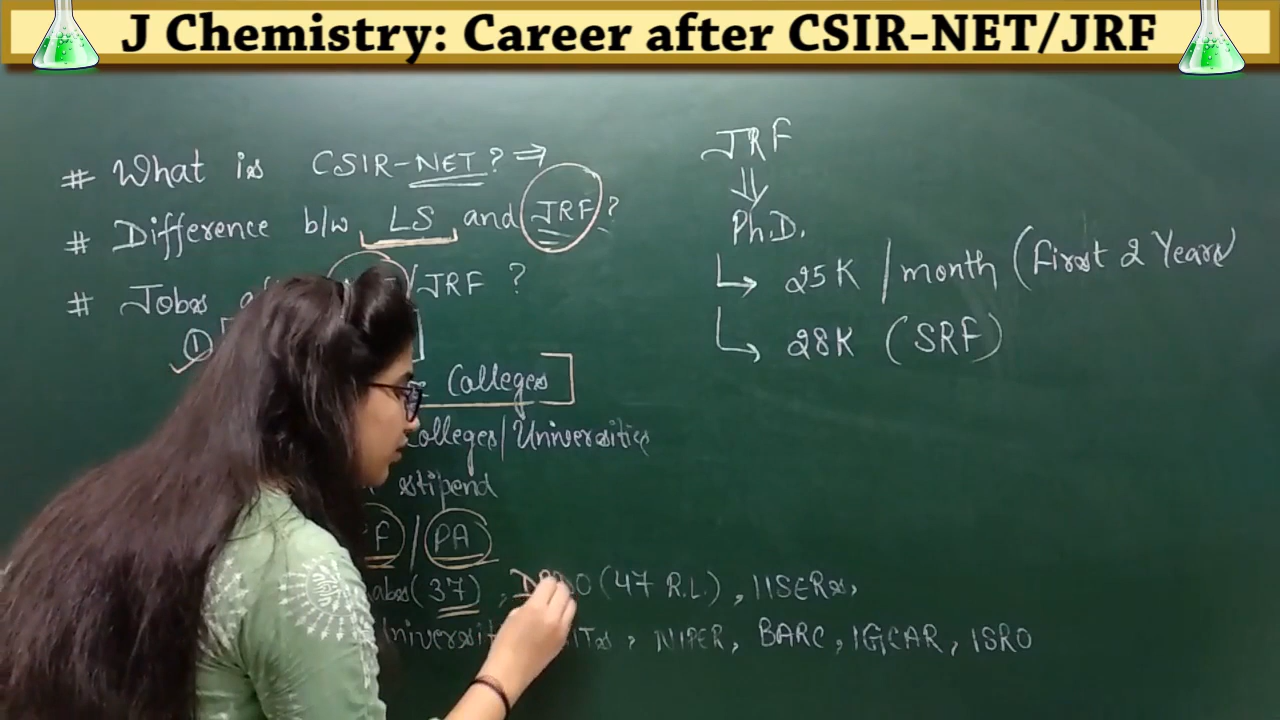 J Chemistry: Career after CSIR-NET/JRF
# What is CSIR-NET? ⇒
# Difference b/w LS and JRF?
# Jobs /JRF ?
①
Colleges
Colleges/Universities
stipend
F/PA
(37), (47 R.L.), IISERs,
NIPER, BARC, IGCAR, ISRO
JRF
⇓
Ph.D.
↳ 25K /month (First 2 Years
↳ 28K (SRF)